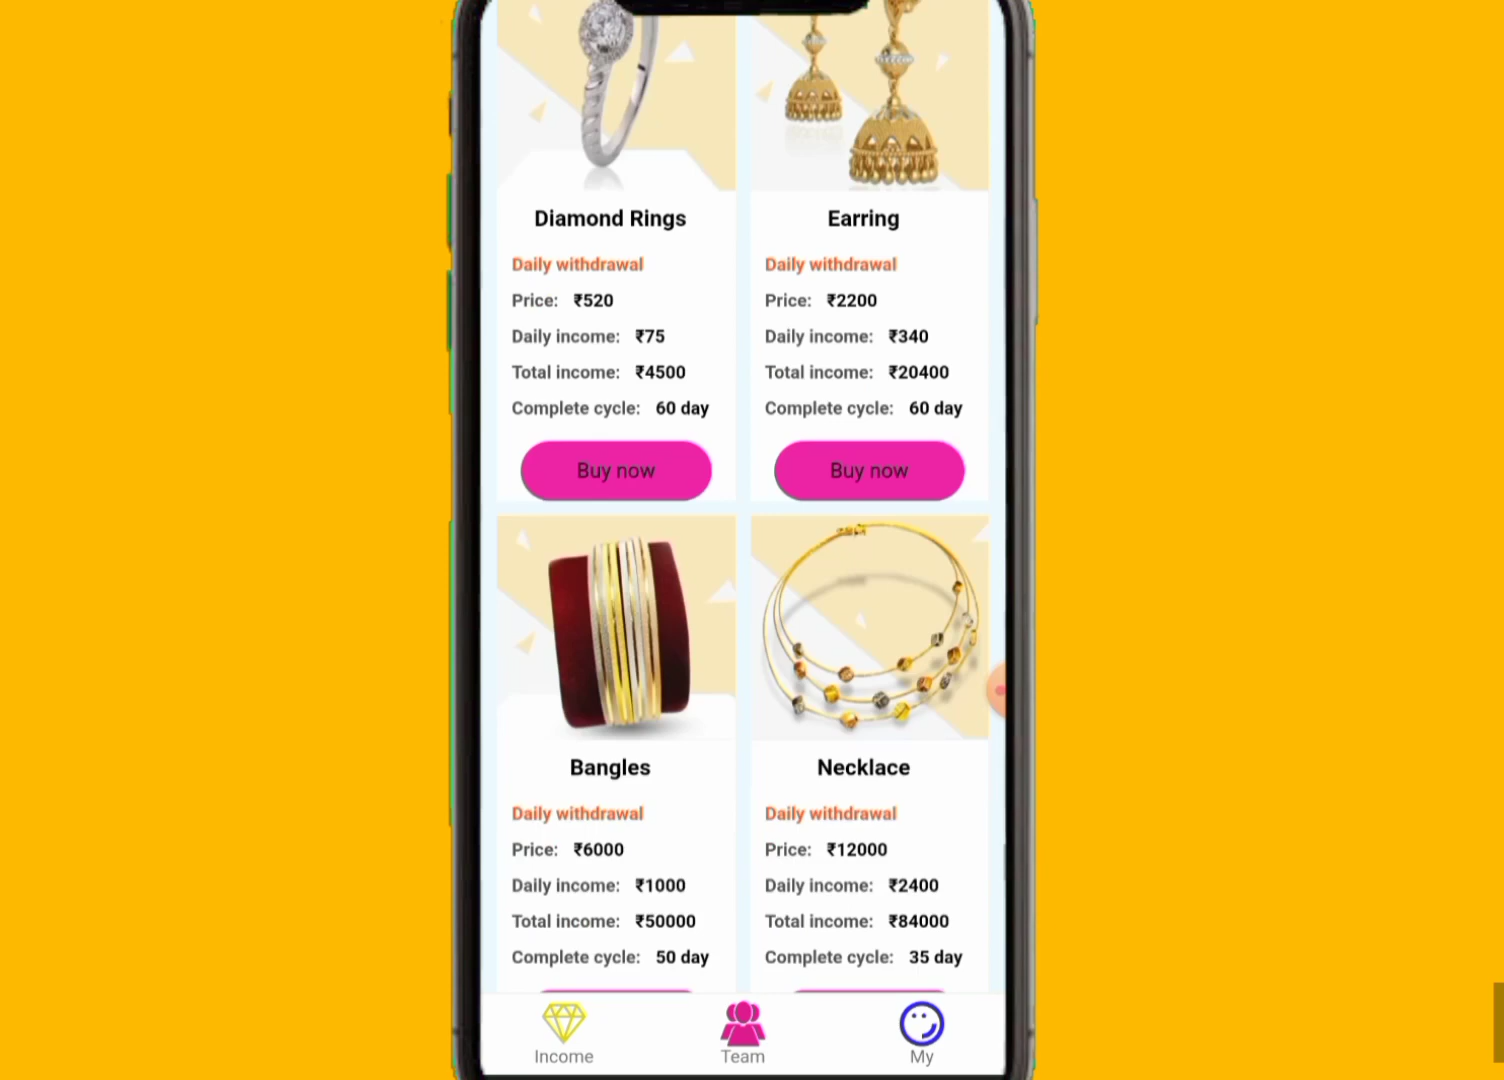 Diamond Rings
Daily withdrawal
Price: ₹520
Daily income: ₹75
Total income: ₹4500
Complete cycle: 60 day
Buy now
Earring
Daily withdrawal
Price: ₹2200
Daily income: ₹340
Total income: ₹20400
Complete cycle: 60 day
Buy now
Bangles
Daily withdrawal
Price: ₹6000
Daily income: ₹1000
Total income: ₹50000
Complete cycle: 50 day
Necklace
Daily withdrawal
Price: ₹12000
Daily income: ₹2400
Total income: ₹84000
Complete cycle: 35 day
Income
Team
My